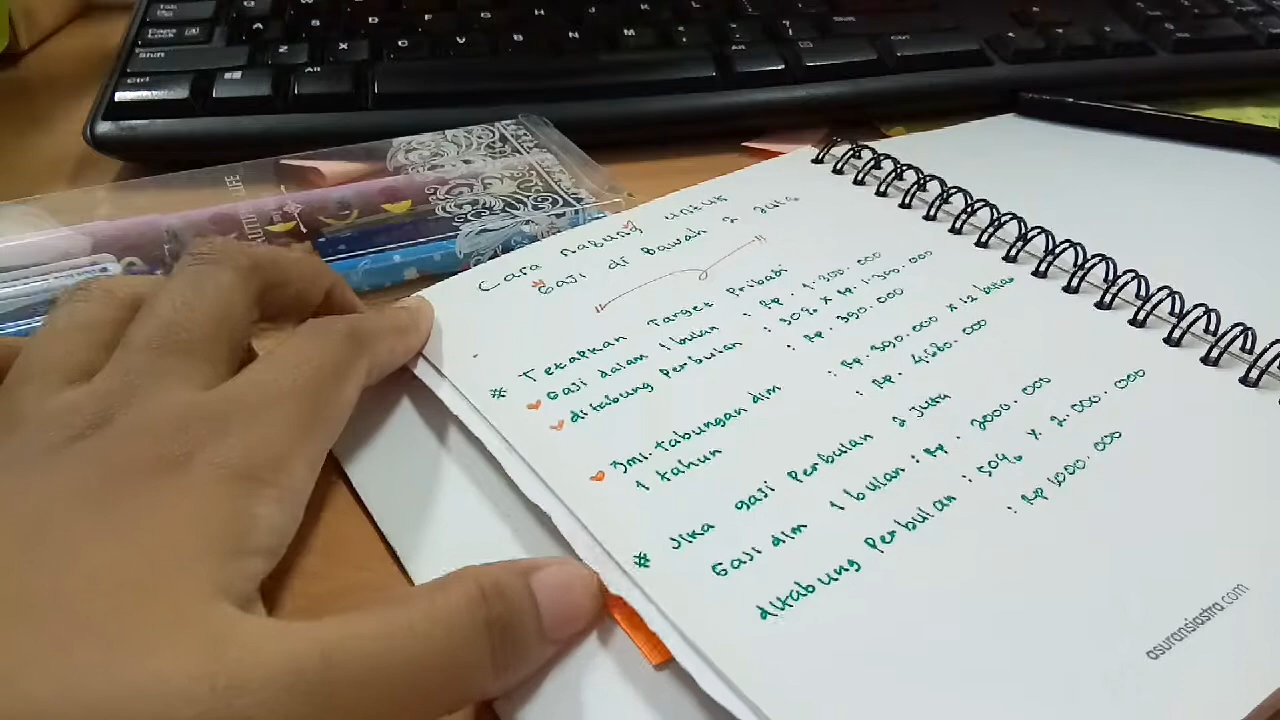 Cara nabung untuk
Gaji di Bawah 2 Juta
* Tetapkan Target Pribadi
Gaji dalam 1 bulan : Rp. 1.300.000
ditabung Perbulan : 30% x Rp. 1.300.000
: Rp. 390.000
Jml. Tabungan dlm : Rp. 390.000 x 12 bulan
1 tahun : Rp. 4.680.000
* Jika gaji Perbulan 2 Juta
Gaji dlm 1 bulan : Rp. 2000.000
ditabung Perbulan : 50% x 2.000.000
: Rp 1.000.000
asuransiastra.com